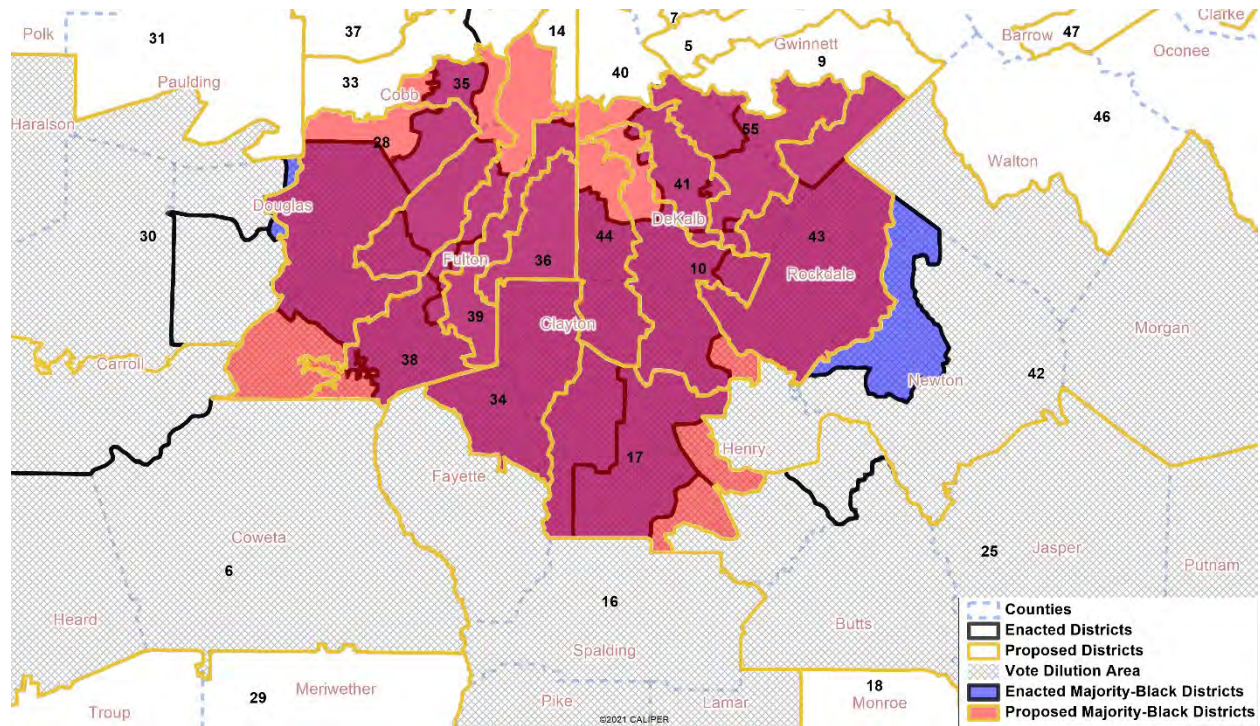 Polk
31
37
14
7
5
Gwinnett
Barrow
47
Clarke
Oconee
Paulding
33
Cobb
35
40
9
Haralson
28
55
46
Walton
Douglas
41
DeKalb
30
44
43
Fulton
36
10
Rockdale
39
Clayton
Morgan
Carroll
38
Newton
42
34
Henry
17
Fayette
Coweta
6
25
Jasper
Putnam
16
Heard
Butts
Spalding
29
Meriwether
18
Troup
Pike
Lamar
Monroe
©2021 CALIPER
Counties
Enacted Districts
Proposed Districts
Vote Dilution Area
Enacted Majority-Black Districts
Proposed Majority-Black Districts